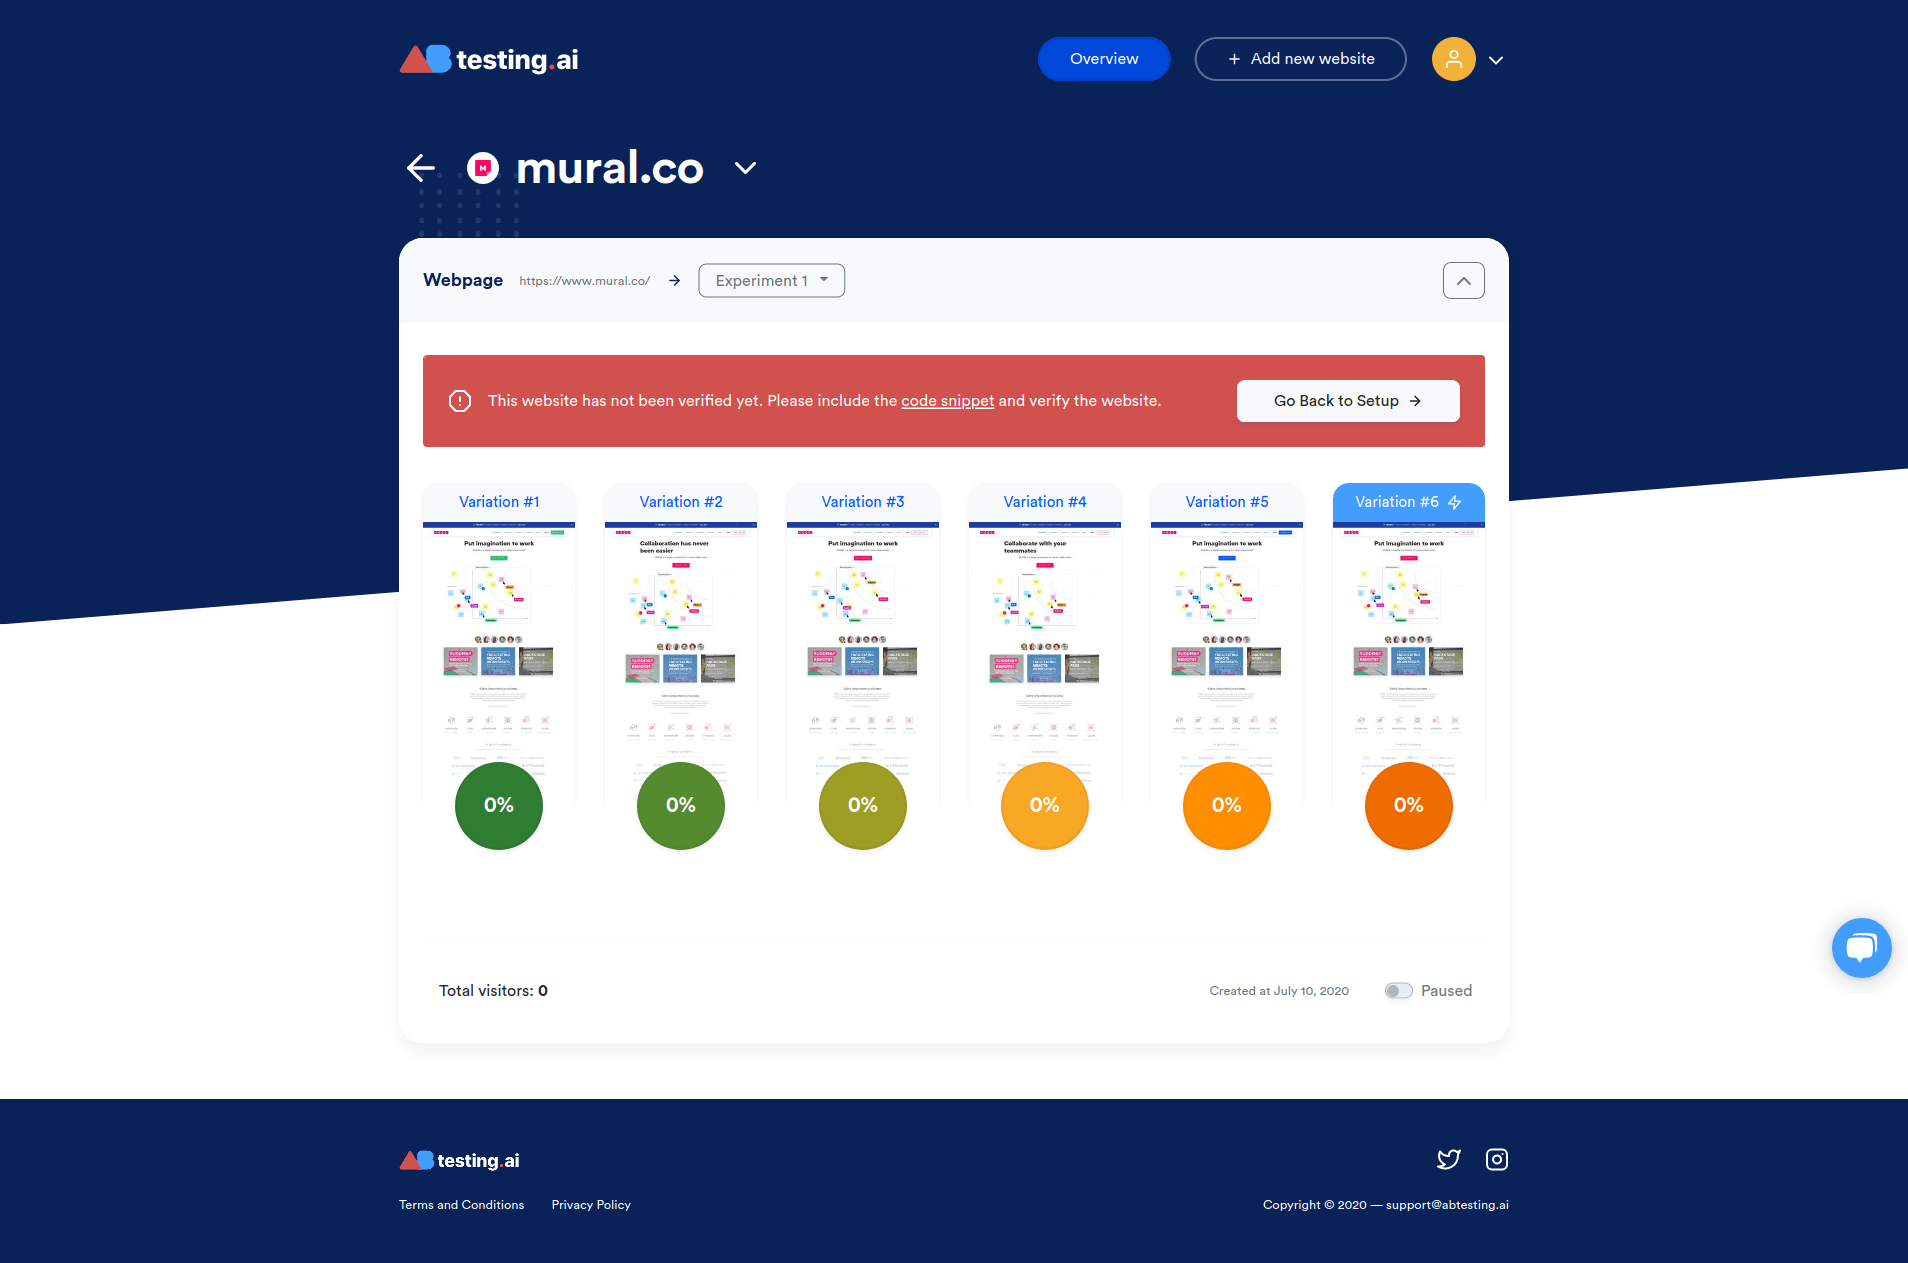 testing.ai
Overview
+ Add new website
mural.co
Webpage https://www.mural.co/ → Experiment 1
This website has not been verified yet. Please include the code snippet and verify the website.
Go Back to Setup →
Variation #1
Variation #2
Variation #3
Variation #4
Variation #5
Variation #6
Put imagination to work
Collaboration has never
been easier
Put imagination to work
Collaborate with your
teammates
Put imagination to work
Put imagination to work
0%
0%
0%
0%
0%
0%
Total visitors: 0
Created at July 10, 2020
Paused
testing.ai
Terms and Conditions
Privacy Policy
Copyright © 2020 — support@abtesting.ai